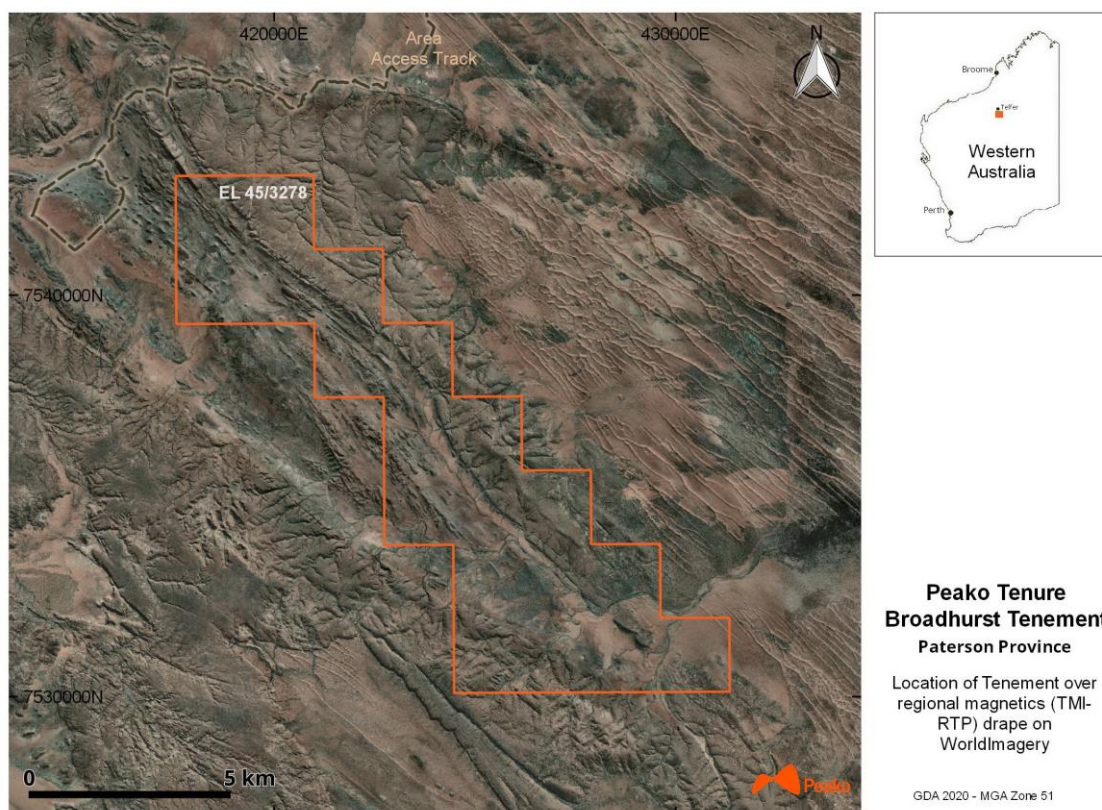 420000E
430000E
Area
Access Track
N
EL 45/3278
7540000N
7530000N
0
5 km
Peako
Broome
Telfer
Western
Australia
Perth
Peako Tenure
Broadhurst Tenement
Paterson Province
Location of Tenement over
regional magnetics (TMI-
RTP) drape on
WorldImagery
GDA 2020 - MGA Zone 51